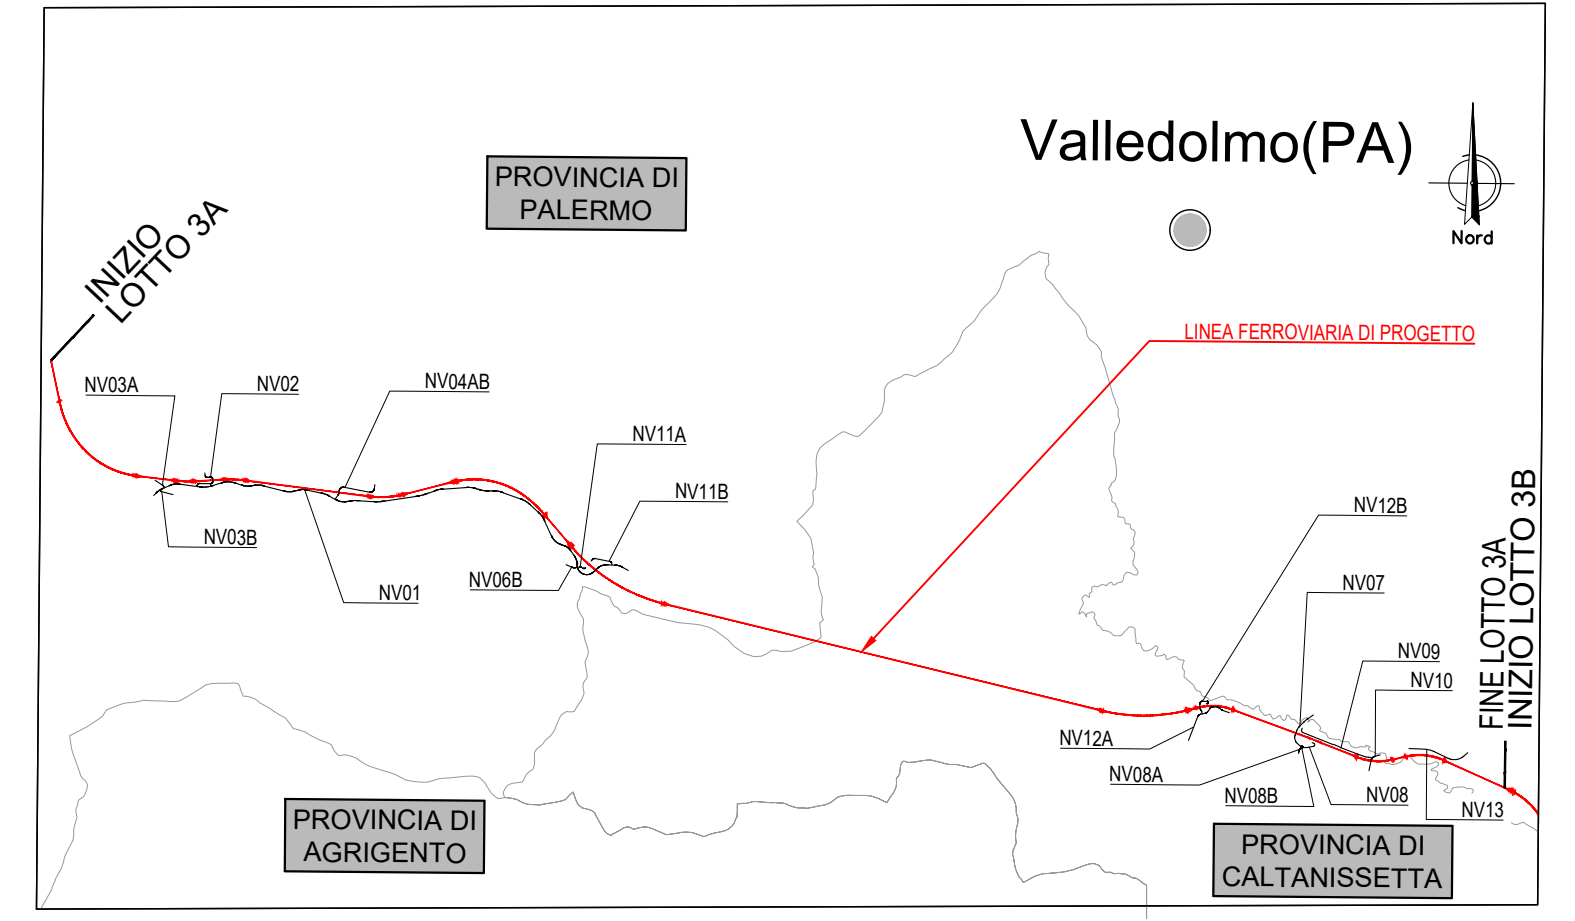 Valledolmo(PA)
PROVINCIA DI
PALERMO
Nord
INIZIO
LOTTO 3A
LINEA FERROVIARIA DI PROGETTO
NV03A
NV02
NV04AB
NV11A
NV11B
NV03B
NV01
NV06B
NV12B
NV07
NV09
NV10
FINE LOTTO 3A
INIZIO LOTTO 3B
NV12A
NV08A
NV08B
NV08
NV13
PROVINCIA DI
AGRIGENTO
PROVINCIA DI
CALTANISSETTA